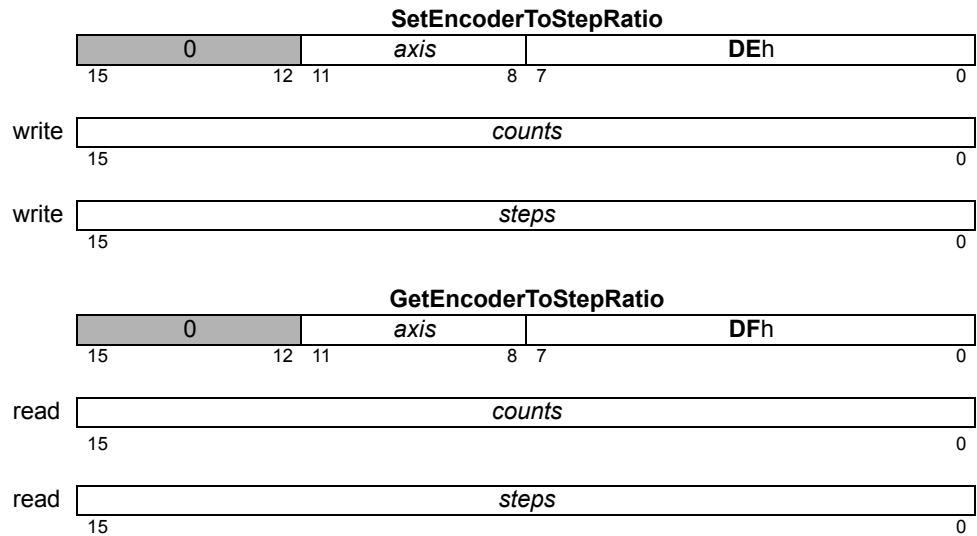 SetEncoderToStepRatio
0 axis DEh
15 12 11 8 7 0
write counts
15 0
write steps
15 0
GetEncoderToStepRatio
0 axis DFh
15 12 11 8 7 0
read counts
15 0
read steps
15 0